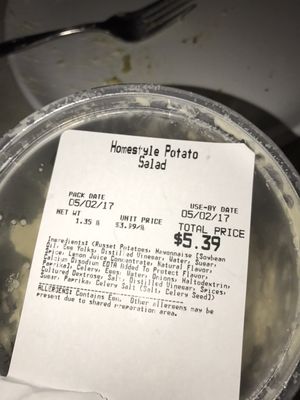 Homestyle Potato
Salad
PACK DATE
05/02/17
USE-BY DATE
05/02/17
NET WT
1.35 lb
UNIT PRICE
$3.99/lb
TOTAL PRICE
$5.39
Ingredients: (Russet Potatoes, Mayonnaise [Soybean
Oil, Egg Yolks, Distilled Vinegar, Water, Sugar,
Spice, Lemon Juice Concentrate, Natural Flavor,
Calcium Disodium EDTA Added To Protect Flavor,
Paprika], Celery, Eggs, Water, Onions, Maltodextrin,
Cultured Dextrose, Salt, Distilled Vinegar, Spices,
Sugar, Paprika, Celery Salt (Salt, Celery Seed))
ALLERGENS: Contains Egg. Other allergens may be
present due to shared preparation area.